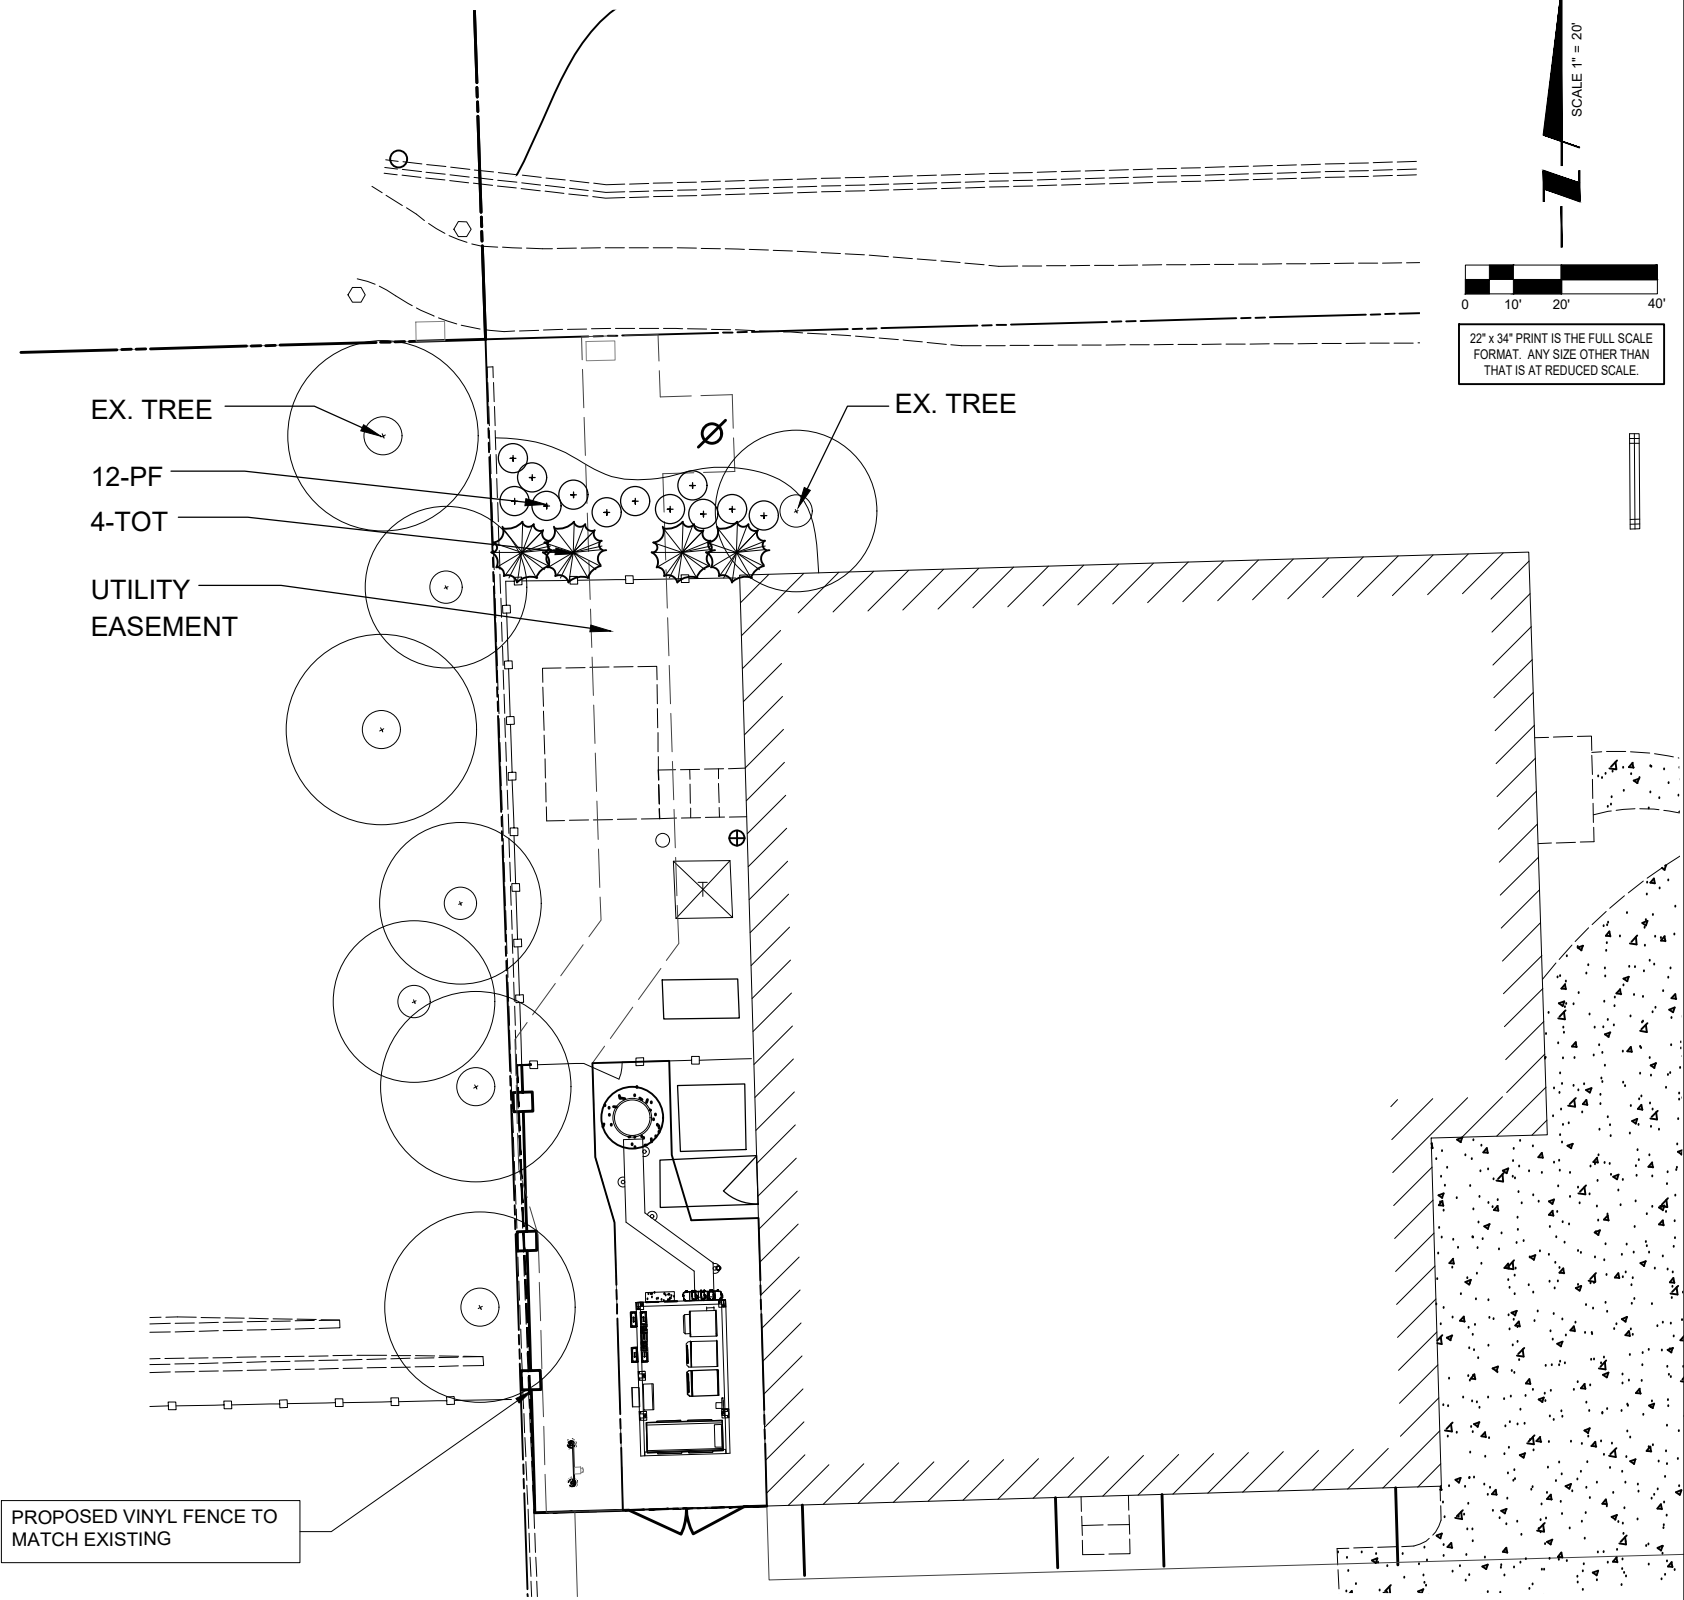 SCALE 1" = 20'
0 10' 20' 40'
22" x 34" PRINT IS THE FULL SCALE
FORMAT. ANY SIZE OTHER THAN
THAT IS AT REDUCED SCALE.
EX. TREE
EX. TREE
12-PF
4-TOT
UTILITY
EASEMENT
T
PROPOSED VINYL FENCE TO
MATCH EXISTING